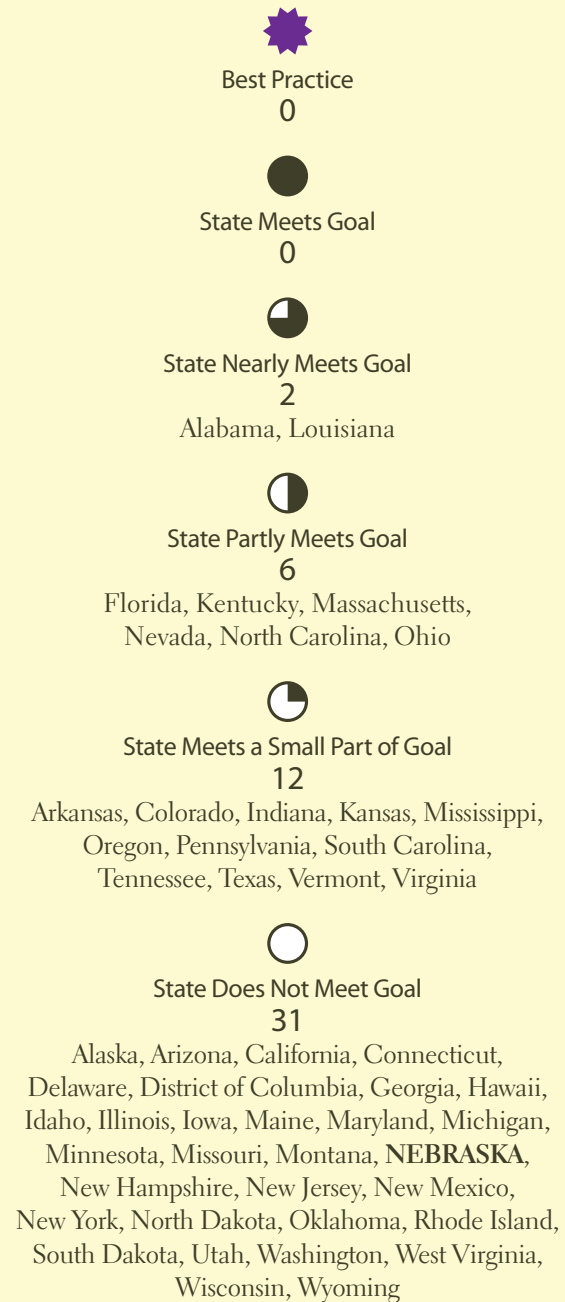 Best Practice
0
State Meets Goal
0
State Nearly Meets Goal
2
Alabama, Louisiana
State Partly Meets Goal
6
Florida, Kentucky, Massachusetts,
Nevada, North Carolina, Ohio
State Meets a Small Part of Goal
12
Arkansas, Colorado, Indiana, Kansas, Mississippi,
Oregon, Pennsylvania, South Carolina,
Tennessee, Texas, Vermont, Virginia
State Does Not Meet Goal
31
Alaska, Arizona, California, Connecticut,
Delaware, District of Columbia, Georgia, Hawaii,
Idaho, Illinois, Iowa, Maine, Maryland, Michigan,
Minnesota, Missouri, Montana, NEBRASKA,
New Hampshire, New Jersey, New Mexico,
New York, North Dakota, Oklahoma, Rhode Island,
South Dakota, Utah, Washington, West Virginia,
Wisconsin, Wyoming